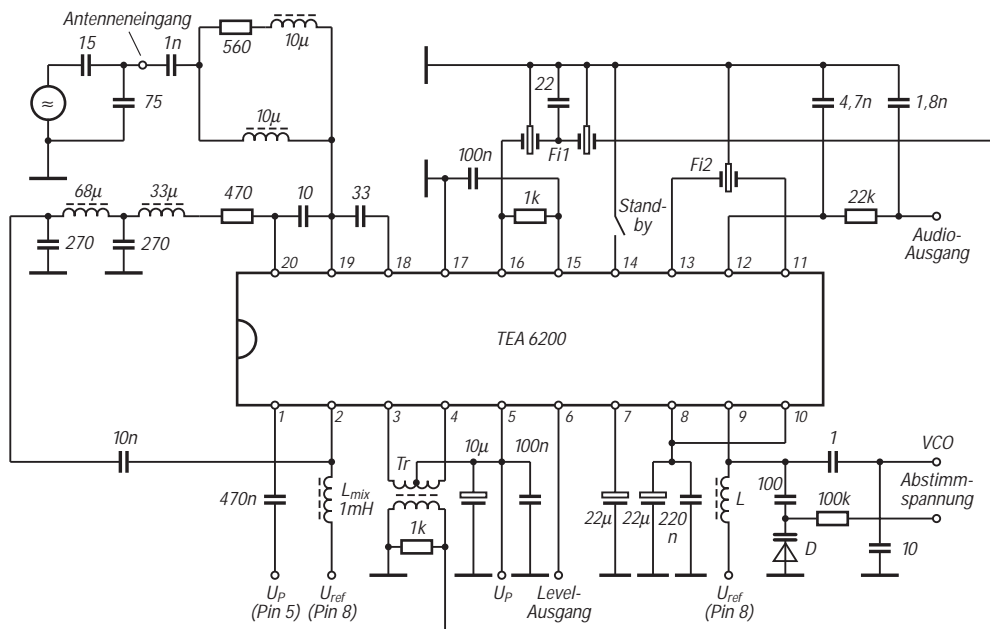 Antenneneingang
15
1n
560
10µ
75
≈
10µ
22
4,7n
1,8n
Fi1
Fi2
100n
1k
Stand-
by
22k
Audio-
Ausgang
68µ
33µ
470
10
33
270
270
20
19
18
17
16
15
14
13
12
11
TEA 6200
1
2
3
4
5
6
7
8
9
10
10n
470n
Lmix
1mH
Tr
1k
10µ
100n
22µ
22µ
220
n
L
100
1
100k
D
10
VCO
Abstimm-
spannung
UP
(Pin 5)
Uref
(Pin 8)
UP
Level-
Ausgang
Uref
(Pin 8)